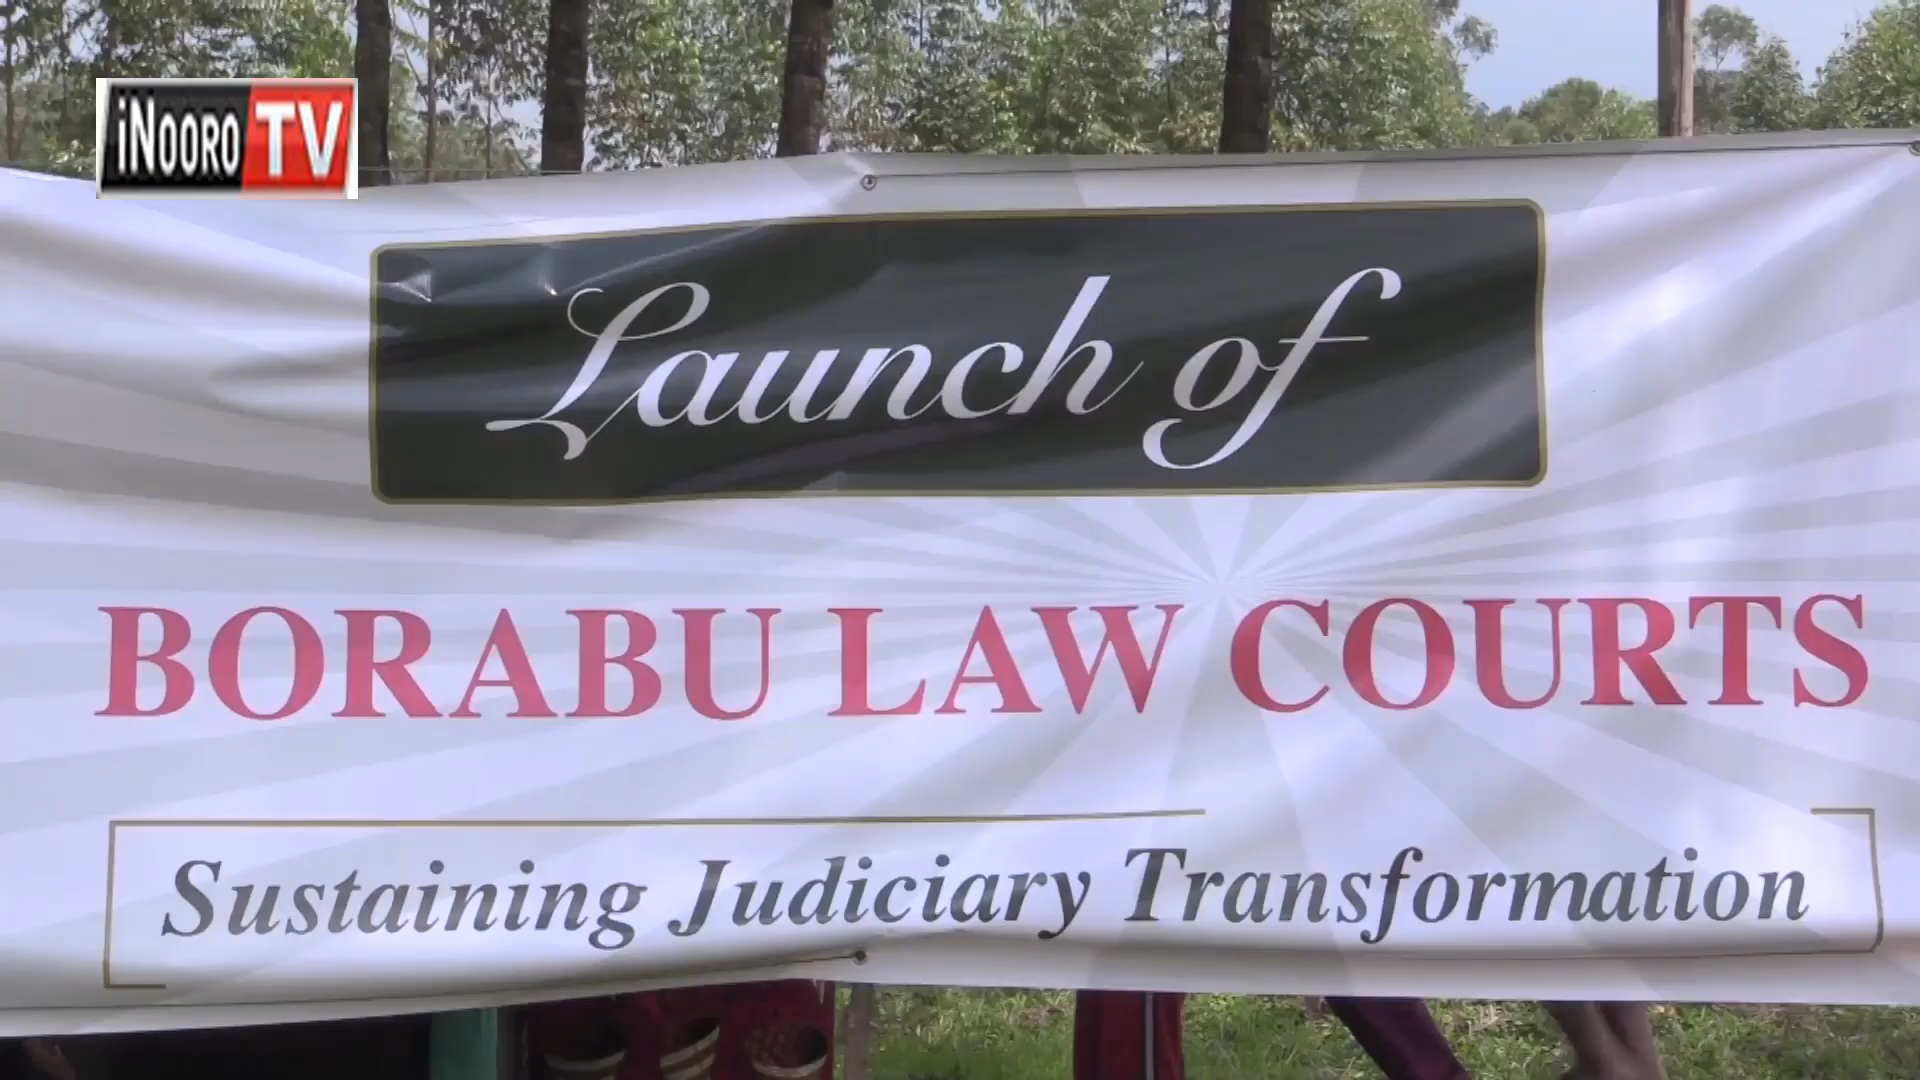 iNOORO TV
Launch of
BORABU LAW COURTS
Sustaining Judiciary Transformation